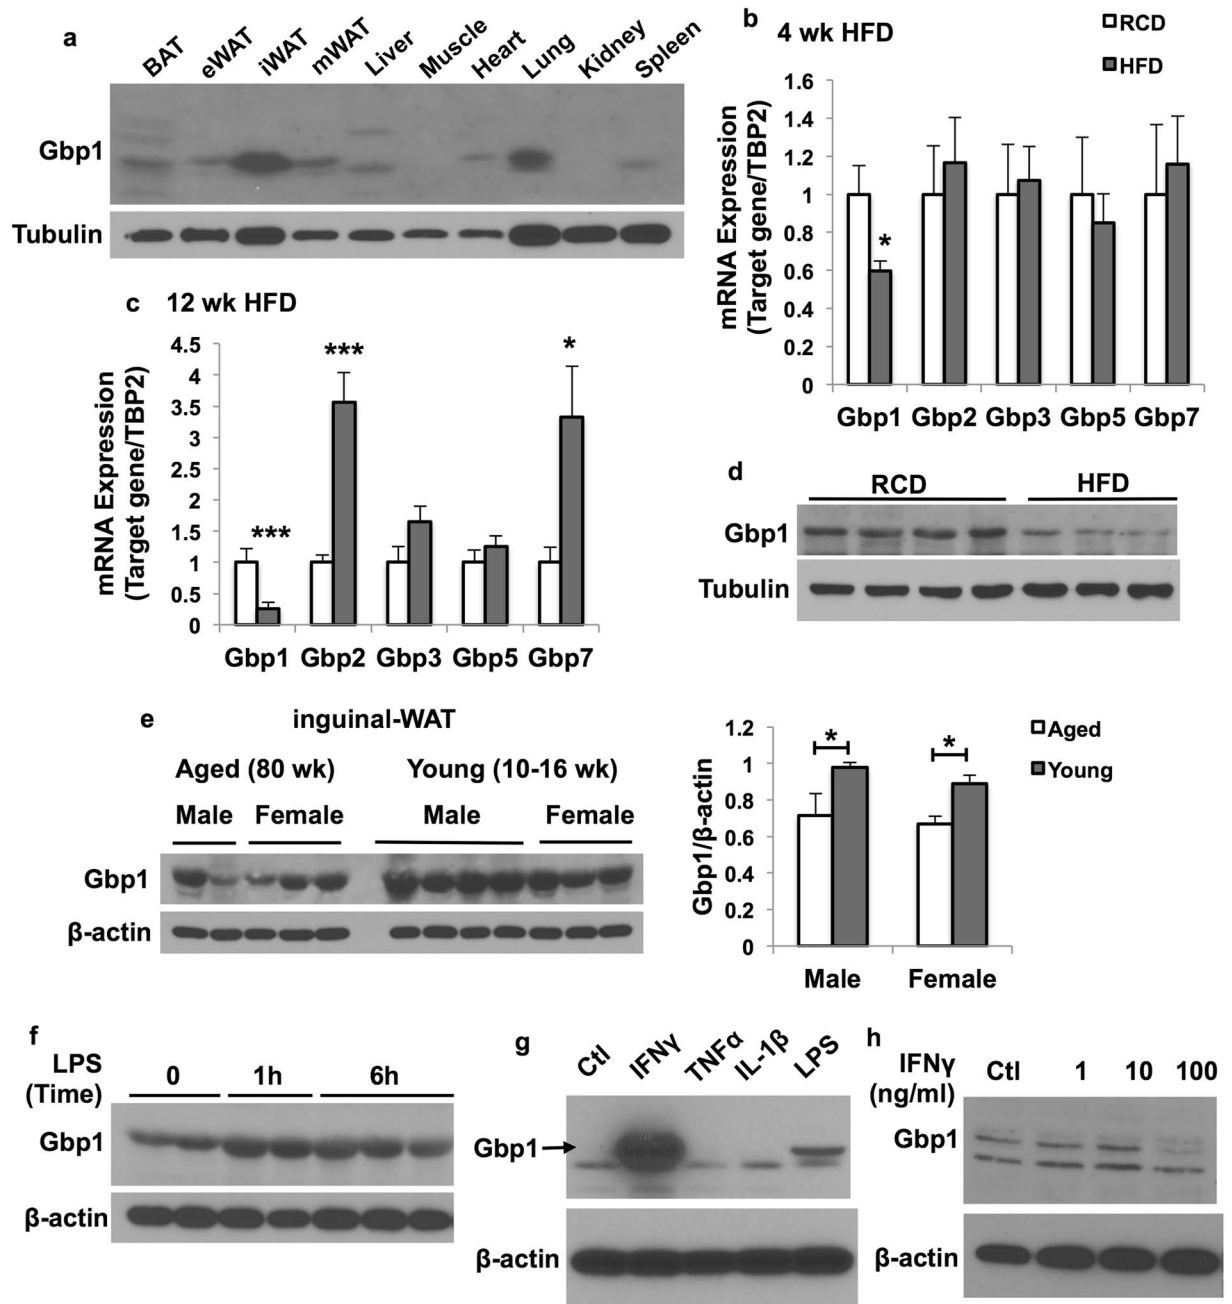 a
BAT eWAT iWAT mWAT Liver Muscle Heart Lung Kidney Spleen
Gbp1
Tubulin
b 4 wk HFD
RCD
HFD
mRNA Expression
(Target gene/TBP2)
1.6
1.4
1.2
1
0.8
0.6
0.4
0.2
0
*
Gbp1 Gbp2 Gbp3 Gbp5 Gbp7
c 12 wk HFD
mRNA Expression
(Target gene/TBP2)
4.5
4
3.5
3
2.5
2
1.5
1
0.5
0
*** *** *
Gbp1 Gbp2 Gbp3 Gbp5 Gbp7
d
RCD HFD
Gbp1
Tubulin
e inguinal-WAT
Aged (80 wk) Young (10-16 wk)
Male Female Male Female
Gbp1
β-actin
Gbp1/β-actin
1.2
1
0.8
0.6
0.4
0.2
0
* *
Male Female
Aged
Young
f
LPS
(Time)
0 1h 6h
Gbp1
β-actin
g
Ctl IFNγ TNFα IL-1β LPS
Gbp1
β-actin
h
IFNγ
(ng/ml)
Ctl 1 10 100
Gbp1
β-actin